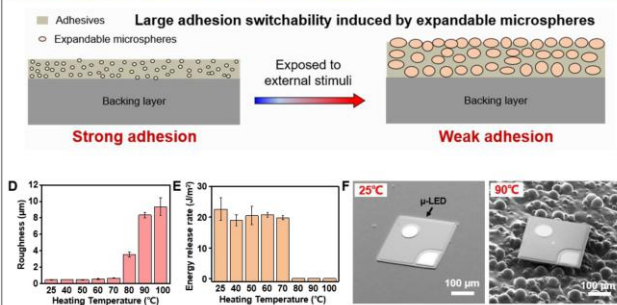 Large adhesion switchability induced by expandable microspheres
Adhesives
Expandable microspheres
Exposed to
external stimuli
Backing layer
Backing layer
Strong adhesion
Weak adhesion
D
Roughness (μm)
12
10
8
6
4
2
0
25 40 50 60 70 80 90 100
Heating Temperature (℃)
E
Energy release rate (J/m²)
30
20
10
0
25 40 50 60 70 80 90 100
Heating Temperature (℃)
F
25℃
μ-LED
100 μm
90℃
100 μm